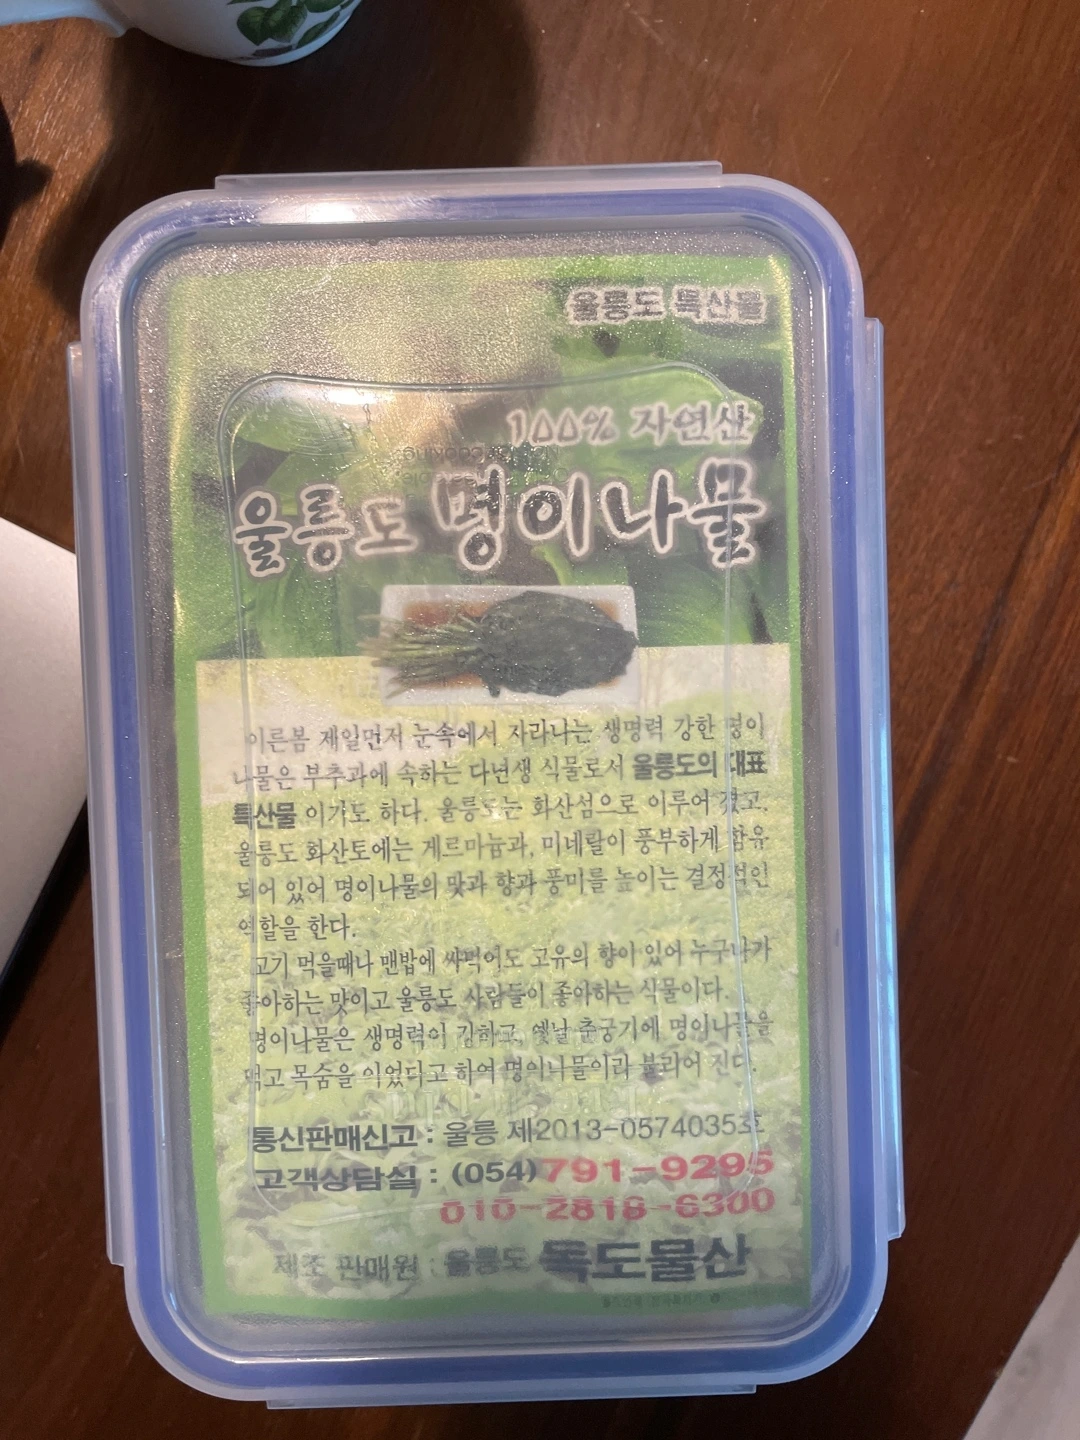 울릉도 특산물
100% 자연산
울릉도 명이나물
이른봄 제일먼저 눈속에서 자라나는 생명력 강한 명이
나물은 부추과에 속하는 다년생 식물로서 울릉도의 대표
특산물 이기도 하다. 울릉도는 화산섬으로 이루어 졌고,
울릉도 화산토에는 게르마늄과, 미네랄이 풍부하게 함유
되어 있어 명이나물의 맛과 향과 풍미를 높이는 결정적인
역할을 한다.
고기 먹을때나 맨밥에 싸먹어도 고유의 향이 있어 누구나가
좋아하는 맛이고 울릉도 사람들이 좋아하는 식물이다.
명이나물은 생명력이 강하고, 옛날 춘궁기에 명이나물을
먹고 목숨을 이었다고 하여 명이나물이라 불리어 진다.
통신판매신고 : 울릉 제2013-0574035호
고객상담실 : (054)791-9295
010-2818-6300
제조 판매원 : 울릉도 독도물산